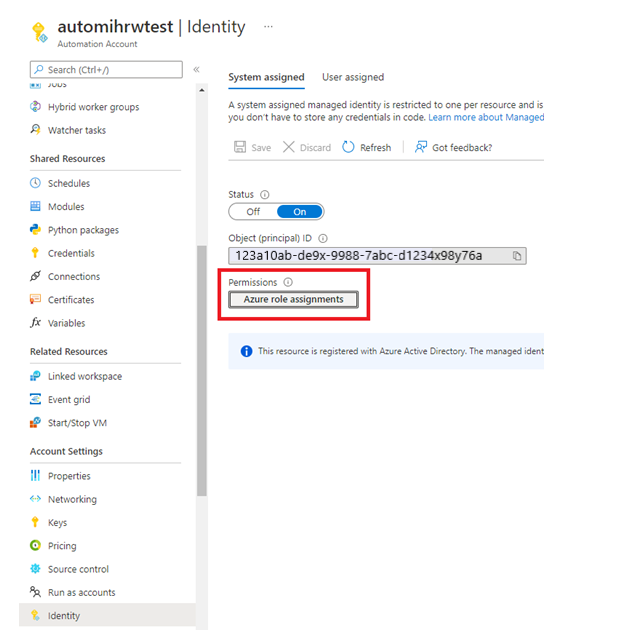 automihrwtest | Identity ...
Automation Account
Search (Ctrl+/)
«
Jobs
Hybrid worker groups
Watcher tasks
Shared Resources
Schedules
Modules
Python packages
Credentials
Connections
Certificates
Variables
Related Resources
Linked workspace
Event grid
Start/Stop VM
Account Settings
Properties
Networking
Keys
Pricing
Source control
Run as accounts
Identity
System assigned User assigned
A system assigned managed identity is restricted to one per resource and is
you don't have to store any credentials in code. Learn more about Managed
Save Discard Refresh Got feedback?
Status
Off On
Object (principal) ID
123a10ab-de9x-9988-7abc-d1234x98y76a
Permissions
Azure role assignments
This resource is registered with Azure Active Directory. The managed ident